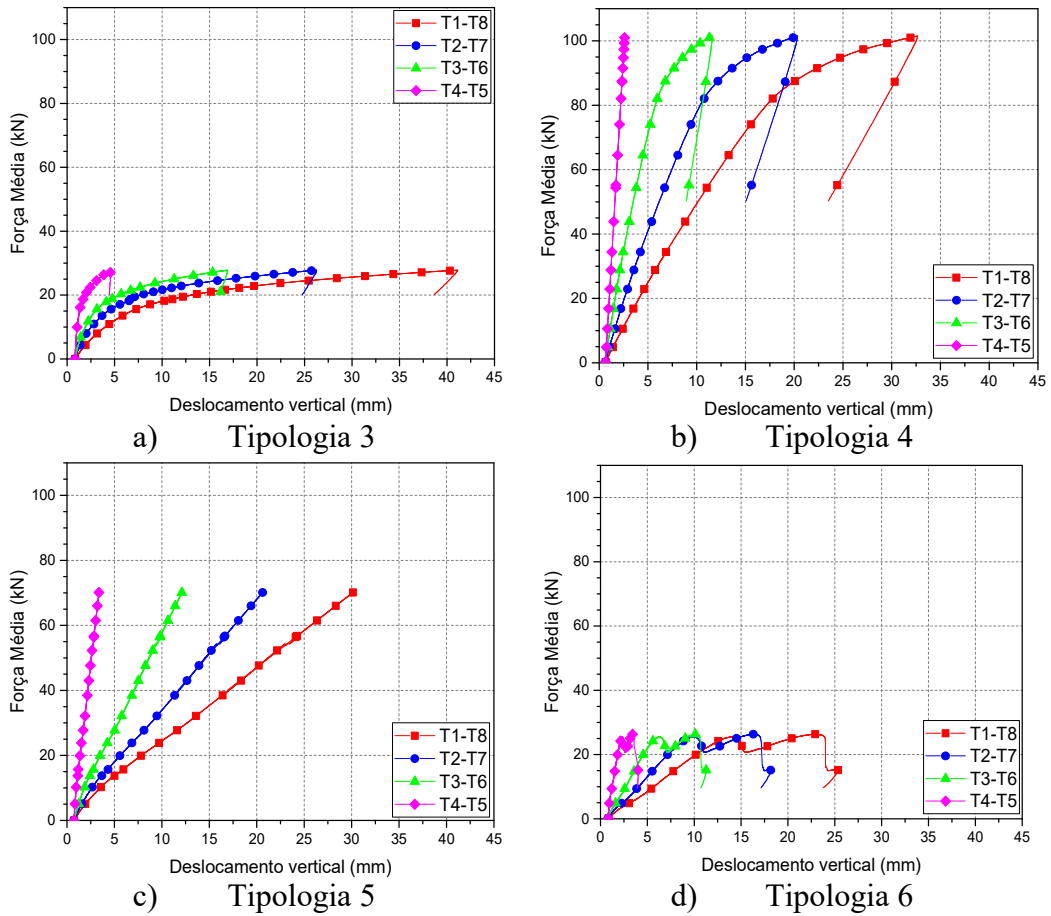 100
80
60
40
20
0
Força Média (kN)
T1-T8
T2-T7
T3-T6
T4-T5
0 5 10 15 20 25 30 35 40 45
Deslocamento vertical (mm)
a) Tipologia 3
100
80
60
40
20
0
Força Média (kN)
T1-T8
T2-T7
T3-T6
T4-T5
0 5 10 15 20 25 30 35 40 45
Deslocamento vertical (mm)
b) Tipologia 4
100
80
60
40
20
0
Força Média (kN)
T1-T8
T2-T7
T3-T6
T4-T5
0 5 10 15 20 25 30 35 40 45
Deslocamento vertical (mm)
c) Tipologia 5
100
80
60
40
20
0
Força Média (kN)
T1-T8
T2-T7
T3-T6
T4-T5
0 5 10 15 20 25 30 35 40 45
Deslocamento vertical (mm)
d) Tipologia 6